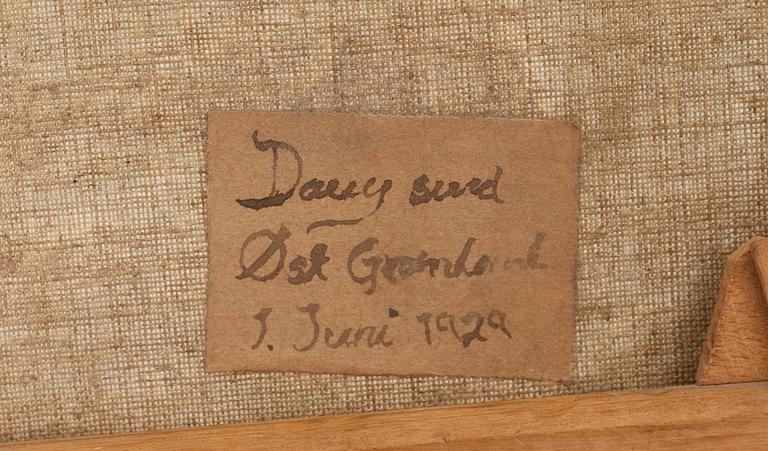 Davy sund
Øst Grønland
1. Juni 1929